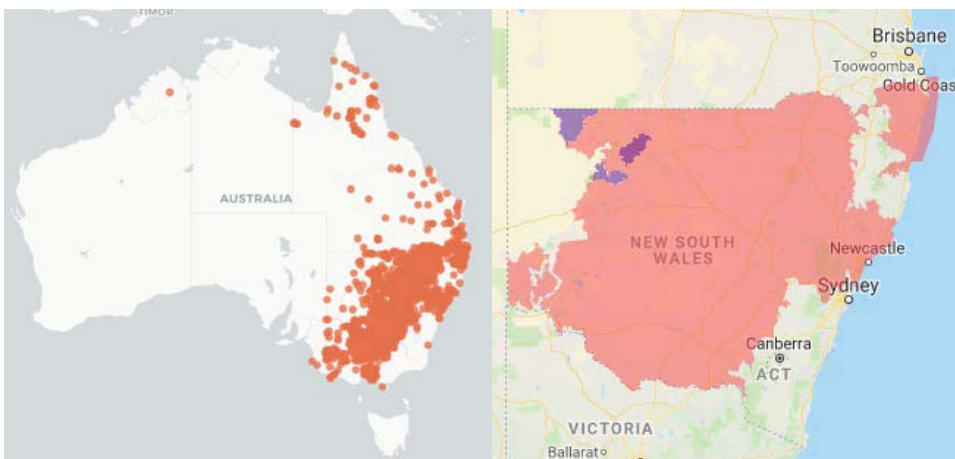 TIMOR
AUSTRALIA
Brisbane
Toowoomba
Gold Coas
NEW SOUTH
WALES
Newcastle
Sydney
Canberra
ACT
VICTORIA
Ballarat